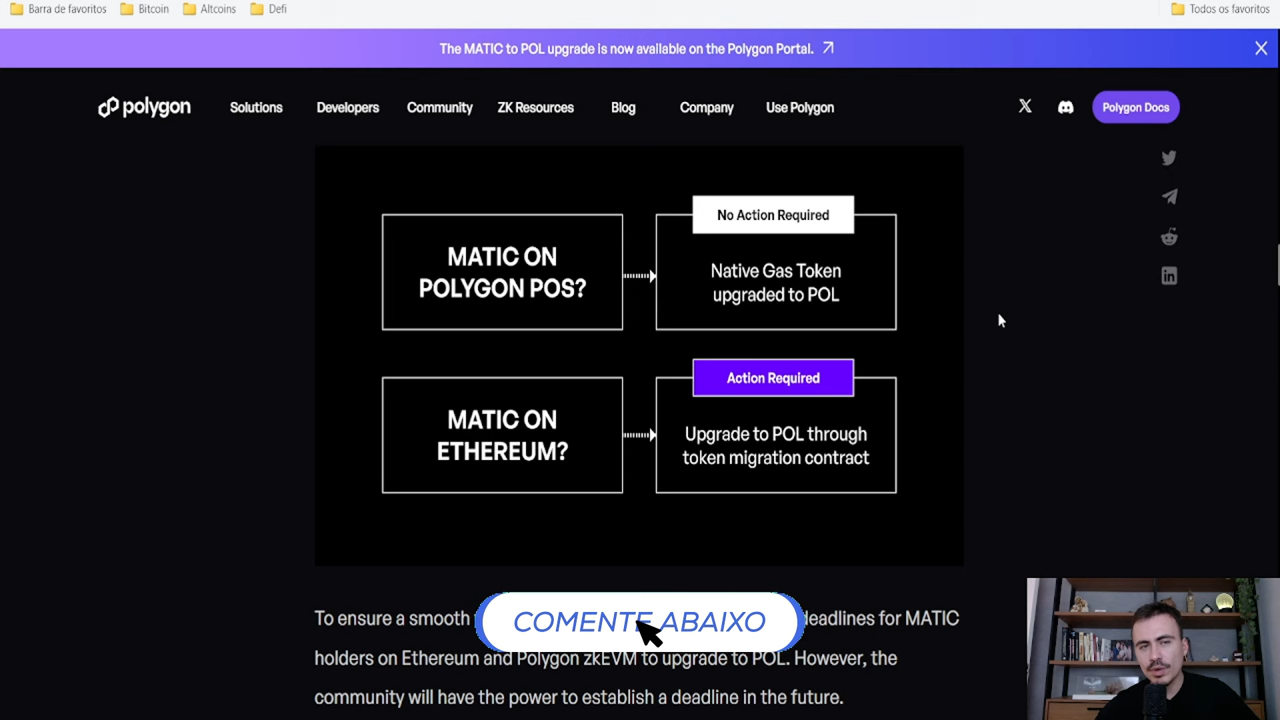 Barra de favoritos Bitcoin Altcoins Defi Todos os favoritos
The MATIC to POL upgrade is now available on the Polygon Portal.
polygon Solutions Developers Community ZK Resources Blog Company Use Polygon Polygon Docs
No Action Required
MATIC ON
POLYGON POS?
Native Gas Token
upgraded to POL
Action Required
MATIC ON
ETHEREUM?
Upgrade to POL through
token migration contract
To ensure a smooth deadlines for MATIC
COMENTE ABAIXO
holders on Ethereum and Polygon zkEVM to upgrade to POL. However, the
community will have the power to establish a deadline in the future.